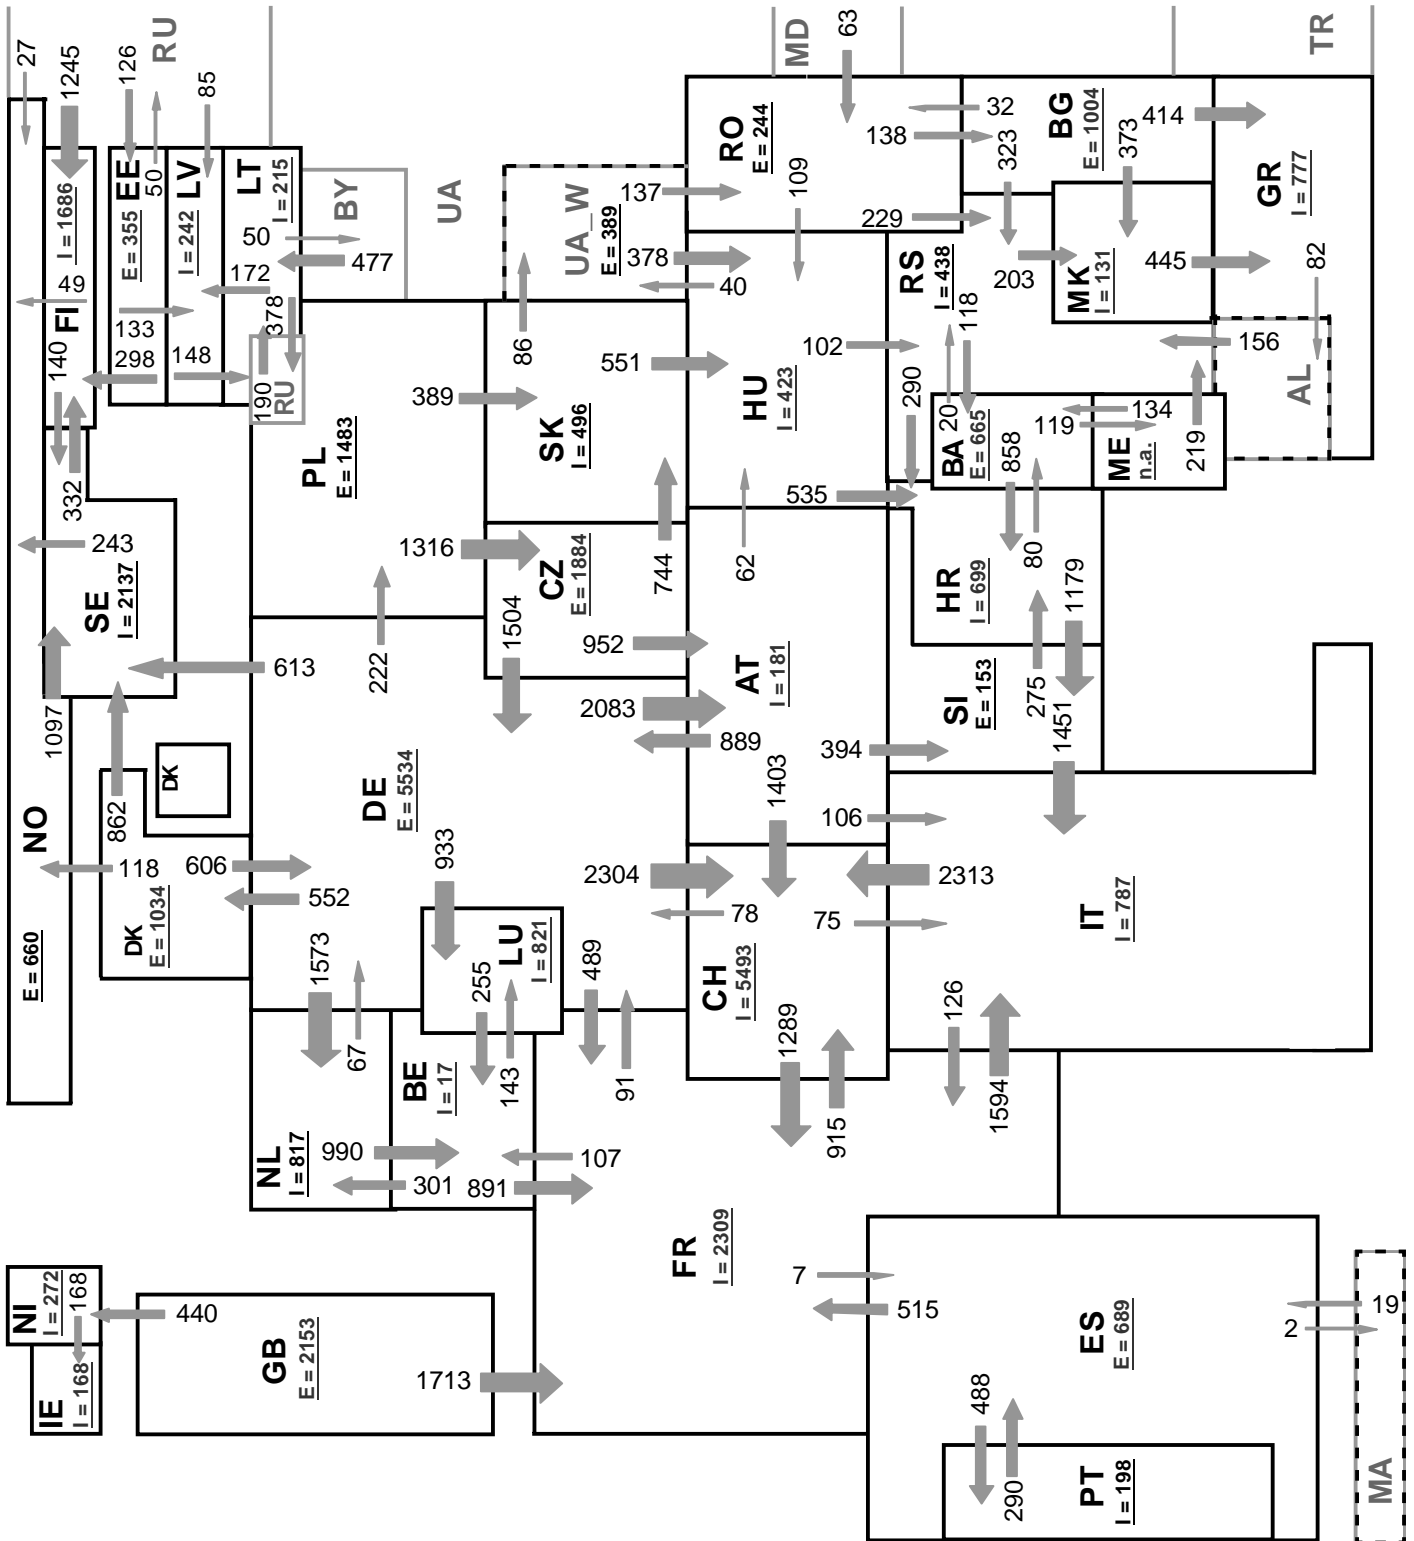 27
1245
126
RU
85
50
MD
63
TR
I = 1686
FI
49
140
332
EE
E = 355
133
298
LV
I = 242
148
172
LT
I = 215
50
477
378
190
RU
BY
UA
UA_W
E = 389
137
378
40
86
RO
E = 244
109
138
32
229
323
BG
E = 1004
373
414
GR
I = 777
203
MK
I = 131
445
82
156
AL
RS
I = 438
118
102
290
20
BA
E = 665
858
119
134
ME
n.a.
219
PL
E = 1483
389
551
SK
I = 496
HU
I = 423
1316
CZ
E = 1884
744
62
535
80
HR
I = 699
1179
243
SE
I = 2137
1097
613
862
222
1504
952
2083
889
AT
I = 181
1403
394
106
SI
E = 153
275
1451
DK
NO
E = 660
118
DK
E = 1034
606
552
DE
E = 5534
933
2304
78
2313
75
IT
I = 787
CH
I = 5493
1289
915
126
1594
1573
67
LU
I = 821
255
143
489
91
BE
I = 17
NL
I = 817
990
301
891
107
FR
I = 2309
7
515
ES
E = 689
19
2
488
290
PT
I = 198
MA
NI
I = 272
168
440
IE
I = 168
GB
E = 2153
1713